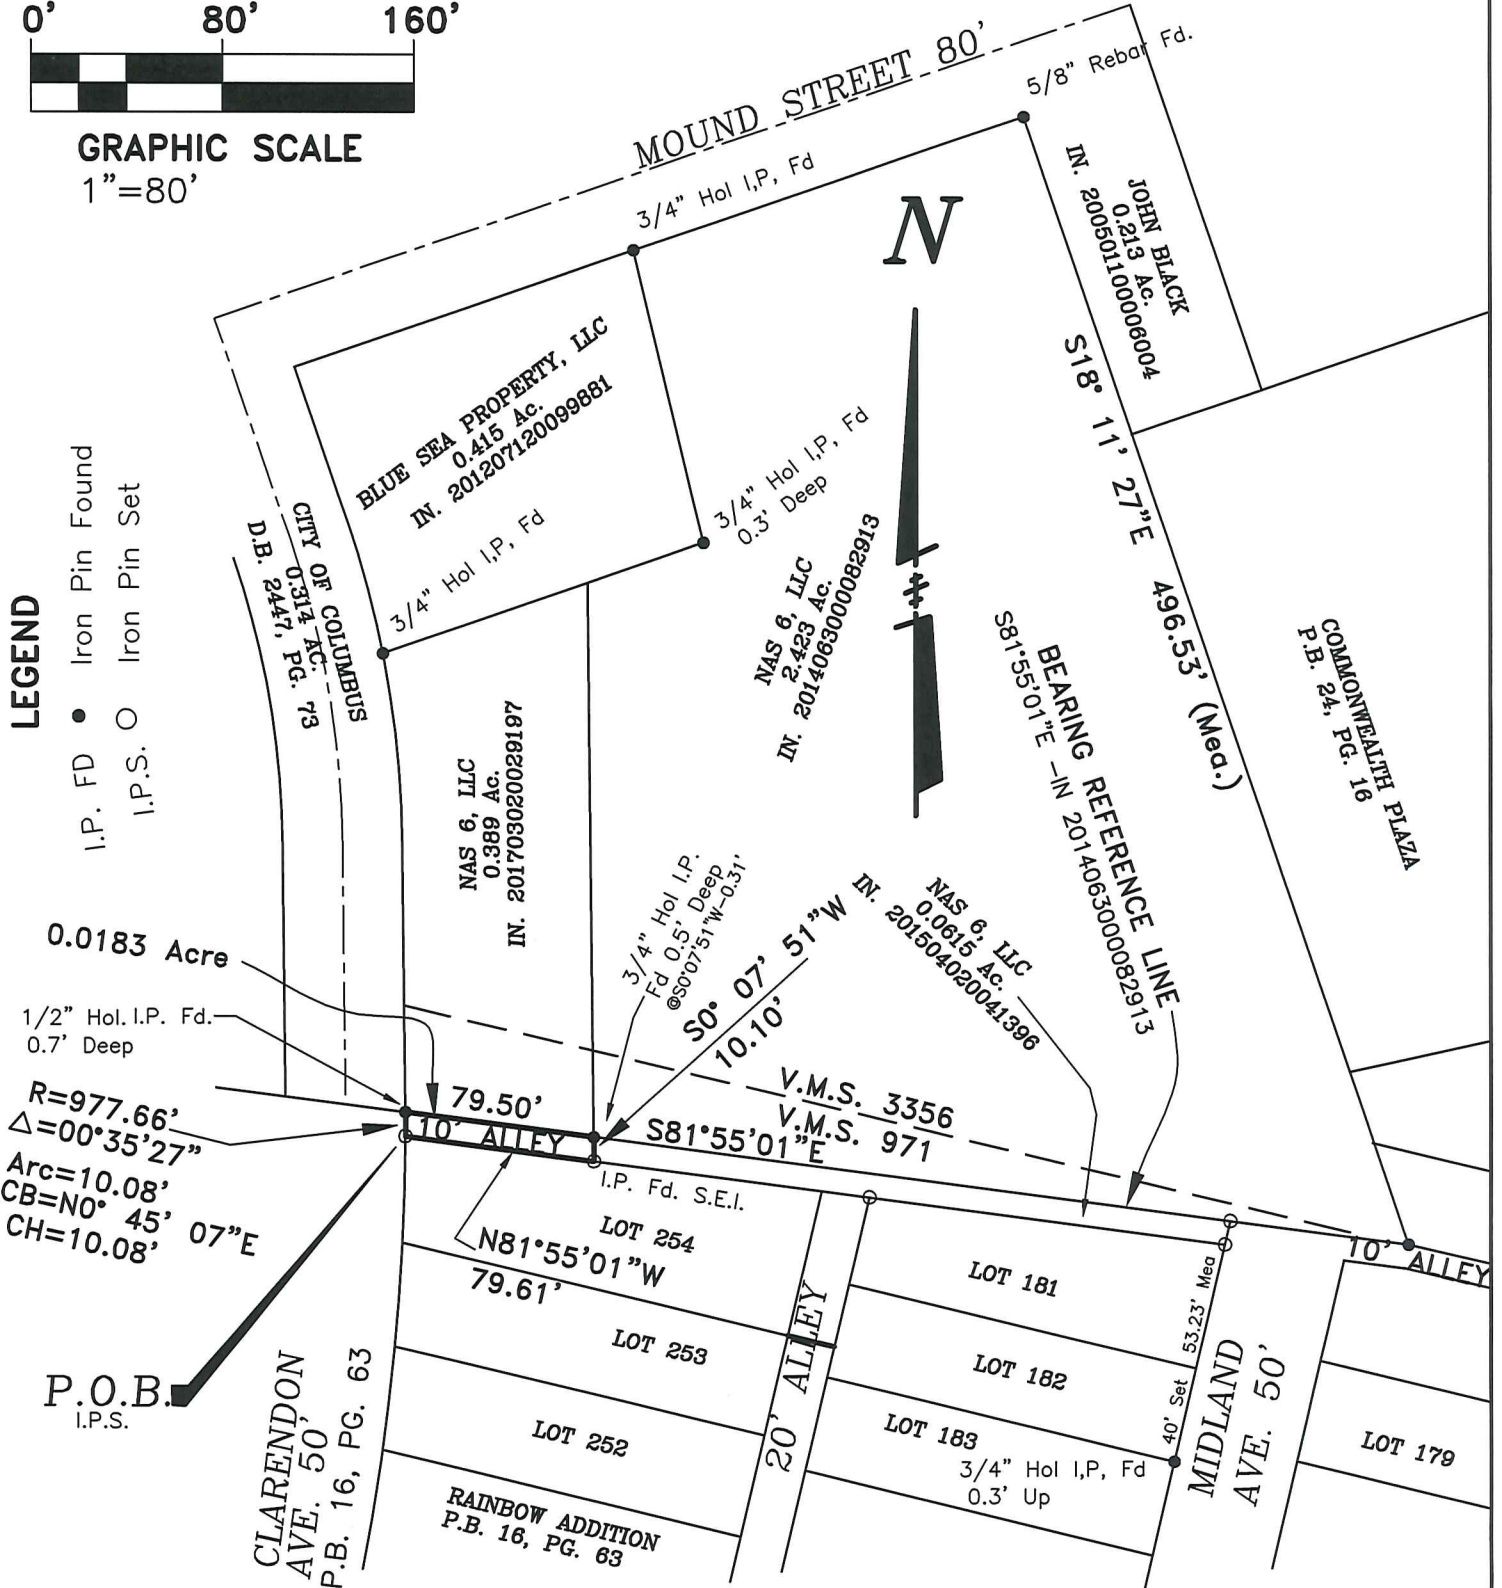 0' 80' 160'
GRAPHIC SCALE
1"=80'
MOUND STREET 80'
5/8" Rebar Fd.
3/4" Hol I,P, Fd
N
JOHN BLACK
0.213 Ac.
IN. 200501100006004
BLUE SEA PROPERTY, LLC
0.415 Ac.
IN. 201207120099881
S18° 11' 27"E 496.53' (Mea.)
3/4" Hol I,P, Fd
0.3' Deep
3/4" Hol I,P, Fd
LEGEND
I.P. FD ● Iron Pin Found
I.P.S. ○ Iron Pin Set
CITY OF COLUMBUS
0.314 AC.
D.B. 2447, PG. 73
NAS 6, LLC
2.423 Ac.
IN. 201406300082913
COMMONWEALTH PLAZA
P.B. 24, PG. 16
BEARING REFERENCE LINE
S81°55'01"E -IN 201406300082913
NAS 6, LLC
0.389 Ac.
IN. 201703020029197
3/4" Hol I.P.
Fd 0.5' Deep
@S0°07'51"W-0.31'
S0° 07' 51"W
10.10'
NAS 6, LLC
0.0615 Ac.
IN. 201504020041396
0.0183 Acre
1/2" Hol. I.P. Fd.
0.7' Deep
R=977.66'
△=00°35'27"
Arc=10.08'
CB=N0° 45' 07"E
CH=10.08'
79.50'
10' ALLEY
S81°55'01"E
V.M.S. 3356
V.M.S. 971
I.P. Fd. S.E.I.
LOT 254
N81°55'01"W
79.61'
10' ALLEY
LOT 181
LOT 253
LOT 182
53.23' Mea
40' Set
LOT 252
LOT 183
3/4" Hol I,P, Fd
0.3' Up
LOT 179
20' ALLEY
MIDLAND
AVE. 50'
P.O.B.
I.P.S.
CLARENDON
AVE. 50'
P.B. 16, PG. 63
RAINBOW ADDITION
P.B. 16, PG. 63